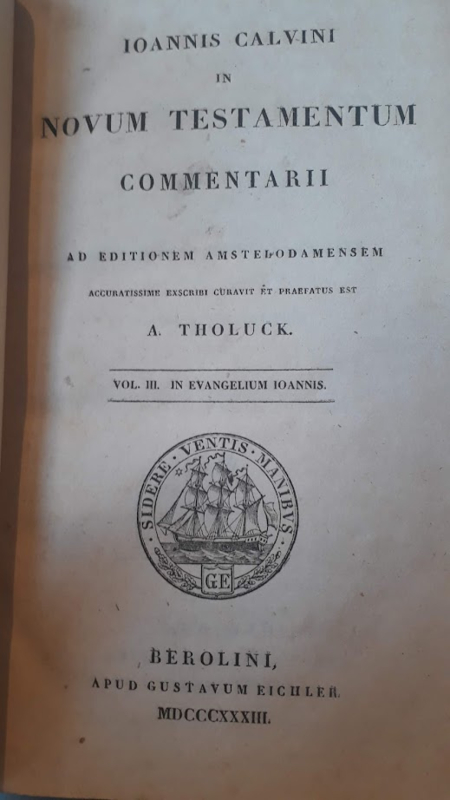 IOANNIS CALVINI
IN
NOVUM TESTAMENTUM
COMMENTARII
AD EDITIONEM AMSTELODAMENSEM
ACCURATISSIME EXSCRIBI CURAVIT ET PRAEFATUS EST
A. THOLUCK.
VOL. III. IN EVANGELIUM IOANNIS.
SIDERE · VENTIS · MANIBVS
GE
BEROLINI,
APUD GUSTAVUM EICHLER.
MDCCCXXXIII.